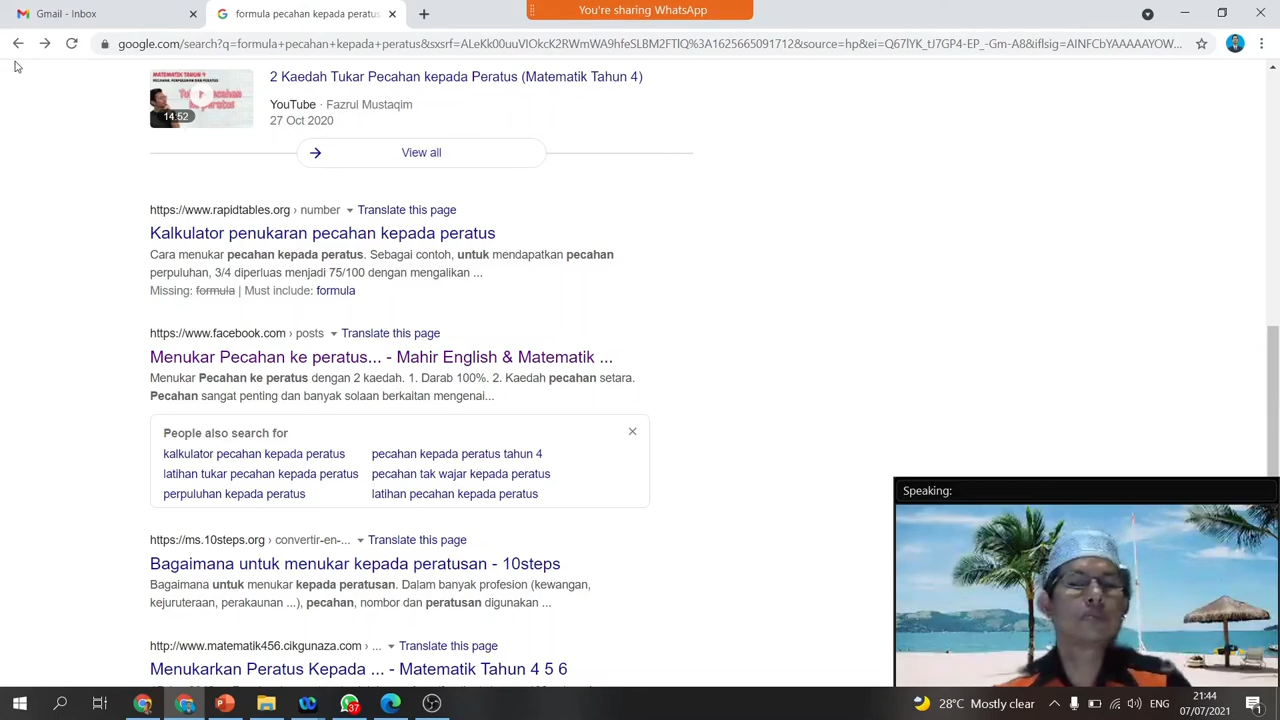 Gmail - Inbox
formula pecahan kepada peratus
You're sharing WhatsApp
google.com/search?q=formula+pecahan+kepada+peratus&sxsrf=ALeKk00uuVIOkcK2RWmWA9hfeSLBM2FTlQ%3A1625665091712&source=hp&ei=Q67lYK_tJ7GP4-EP_-Gm-A8&iflsig=AINFCbYAAAAAYOW...
MATEMATIK TAHUN 4
Tukar pecahan
14:52
2 Kaedah Tukar Pecahan kepada Peratus (Matematik Tahun 4)
YouTube · Fazrul Mustaqim
27 Oct 2020
View all
https://www.rapidtables.org › number Translate this page
Kalkulator penukaran pecahan kepada peratus
Cara menukar pecahan kepada peratus. Sebagai contoh, untuk mendapatkan pecahan
perpuluhan, 3/4 diperluas menjadi 75/100 dengan mengalikan ...
Missing: formula | Must include: formula
https://www.facebook.com › posts Translate this page
Menukar Pecahan ke peratus... - Mahir English & Matematik ...
Menukar Pecahan ke peratus dengan 2 kaedah. 1. Darab 100%. 2. Kaedah pecahan setara.
Pecahan sangat penting dan banyak solaan berkaitan mengenai...
People also search for
kalkulator pecahan kepada peratus pecahan kepada peratus tahun 4
latihan tukar pecahan kepada peratus pecahan tak wajar kepada peratus
perpuluhan kepada peratus latihan pecahan kepada peratus
https://ms.10steps.org › convertir-en-... Translate this page
Bagaimana untuk menukar kepada peratusan - 10steps
Bagaimana untuk menukar kepada peratusan. Dalam banyak profesion (kewangan,
kejuruteraan, perakaunan ...), pecahan, nombor dan peratusan digunakan ...
http://www.matematik456.cikgunaza.com › ... Translate this page
Menukarkan Peratus Kepada ... - Matematik Tahun 4 5 6
Speaking:
37
28°C Mostly clear
21:44
07/07/2021
1